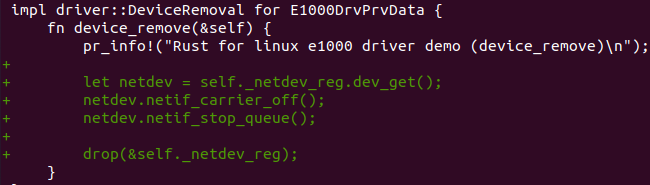 impl driver::DeviceRemoval for E1000DrvPrvData {
    fn device_remove(&self) {
        pr_info!("Rust for linux e1000 driver demo (device_remove)\n");
+
+        let netdev = self._netdev_reg.dev_get();
+        netdev.netif_carrier_off();
+        netdev.netif_stop_queue();
+
+        drop(&self._netdev_reg);
    }